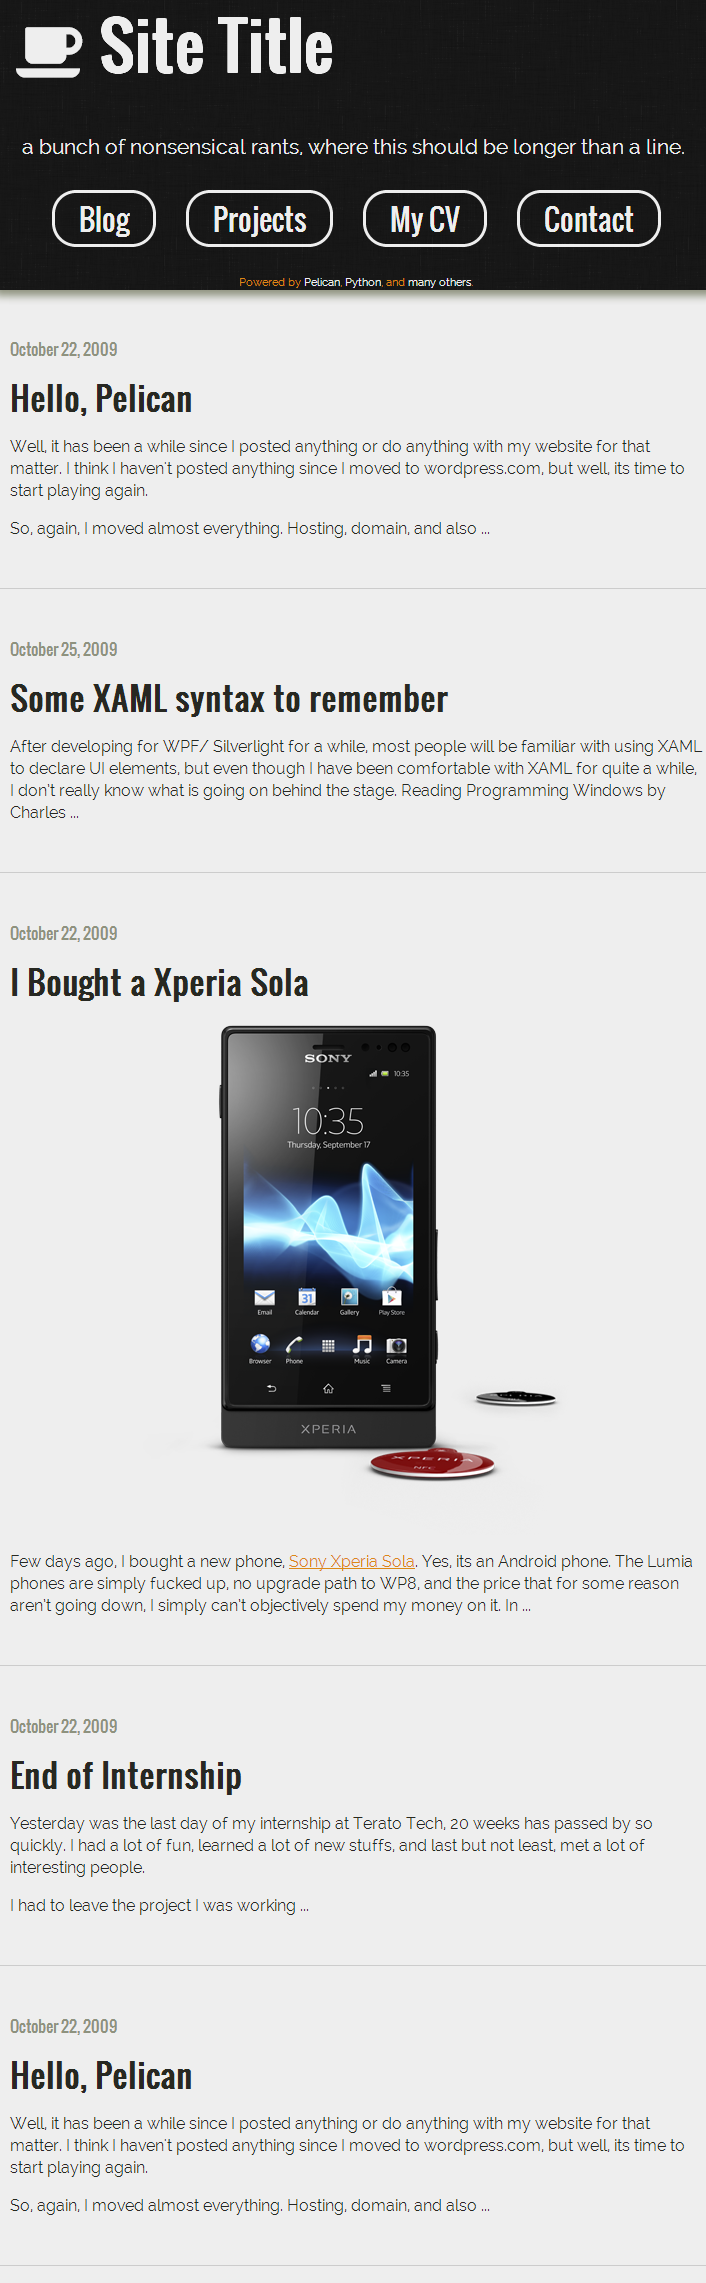 Site Title
a bunch of nonsensical rants, where this should be longer than a line.
Blog Projects My CV Contact
Powered by Pelican, Python, and many others.
October 22, 2009
Hello, Pelican
Well, it has been a while since I posted anything or do anything with my website for that
matter. I think I haven't posted anything since I moved to wordpress.com, but well, its time to
start playing again.
So, again, I moved almost everything. Hosting, domain, and also ...
October 25, 2009
Some XAML syntax to remember
After developing for WPF/ Silverlight for a while, most people will be familiar with using XAML
to declare UI elements, but even though I have been comfortable with XAML for quite a while,
I don't really know what is going on behind the stage. Reading Programming Windows by
Charles ...
October 22, 2009
I Bought a Xperia Sola
SONY
10:35
10:35
Thursday, September 17
31
Email Calendar Gallery Play Store
Browser Phone Music Camera
XPERIA
XPERIA
NFC
Few days ago, I bought a new phone, Sony Xperia Sola. Yes, its an Android phone. The Lumia
phones are simply fucked up, no upgrade path to WP8, and the price that for some reason
aren't going down, I simply can't objectively spend my money on it. In ...
October 22, 2009
End of Internship
Yesterday was the last day of my internship at Terato Tech, 20 weeks has passed by so
quickly. I had a lot of fun, learned a lot of new stuffs, and last but not least, met a lot of
interesting people.
I had to leave the project I was working ...
October 22, 2009
Hello, Pelican
Well, it has been a while since I posted anything or do anything with my website for that
matter. I think I haven't posted anything since I moved to wordpress.com, but well, its time to
start playing again.
So, again, I moved almost everything. Hosting, domain, and also ...